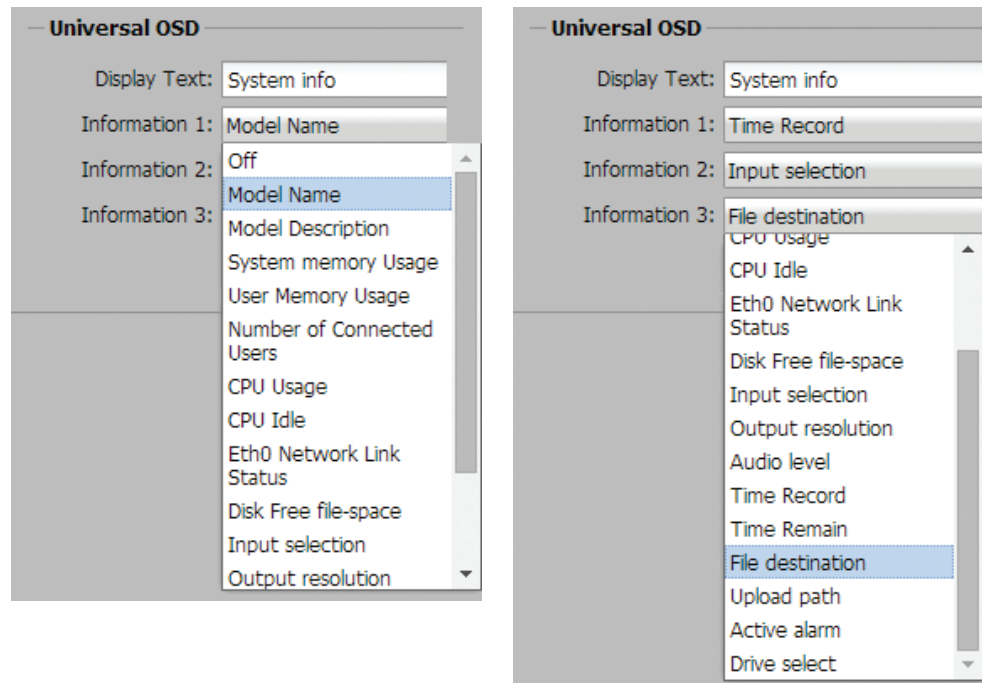 Universal OSD
Display Text: System info
Information 1: Model Name
Information 2:
Information 3:
Off
Model Name
Model Description
System memory Usage
User Memory Usage
Number of Connected
Users
CPU Usage
CPU Idle
Eth0 Network Link
Status
Disk Free file-space
Input selection
Output resolution
Universal OSD
Display Text: System info
Information 1: Time Record
Information 2: Input selection
Information 3: File destination
CPU Usage
CPU Idle
Eth0 Network Link
Status
Disk Free file-space
Input selection
Output resolution
Audio level
Time Record
Time Remain
File destination
Upload path
Active alarm
Drive select